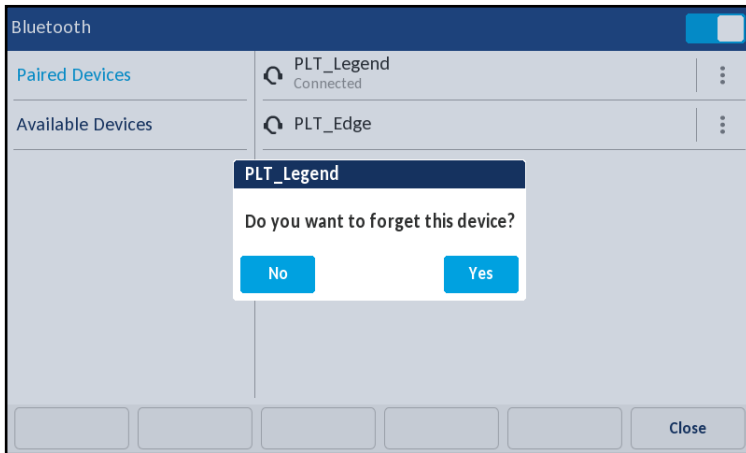 Bluetooth
Paired Devices
Available Devices
PLT_Legend
Connected
PLT_Edge
PLT_Legend
Do you want to forget this device?
No Yes
Close